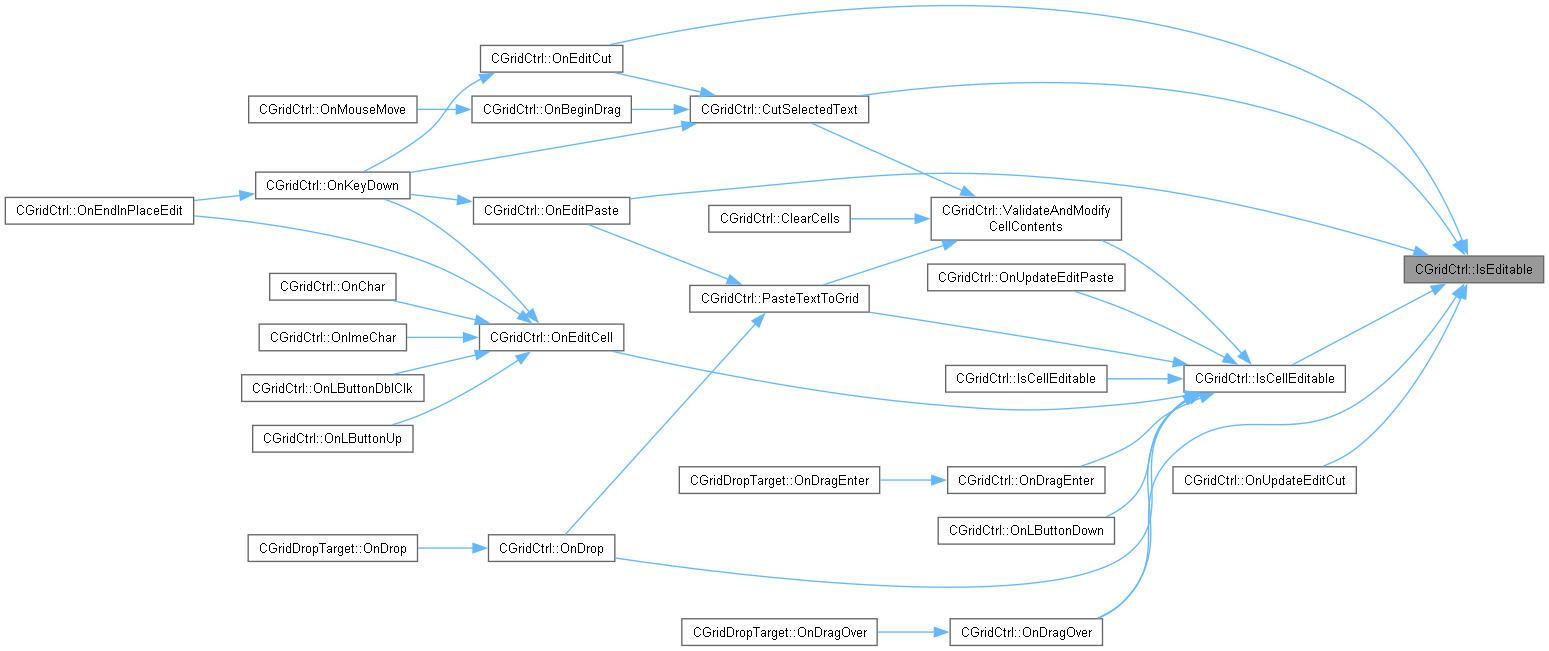 CGridCtrl::OnEditCut
CGridCtrl::OnMouseMove
CGridCtrl::OnBeginDrag
CGridCtrl::CutSelectedText
CGridCtrl::OnKeyDown
CGridCtrl::OnEndInPlaceEdit
CGridCtrl::OnEditPaste
CGridCtrl::ClearCells
CGridCtrl::ValidateAndModify
CellContents
CGridCtrl::IsEditable
CGridCtrl::OnUpdateEditPaste
CGridCtrl::OnChar
CGridCtrl::PasteTextToGrid
CGridCtrl::OnImeChar
CGridCtrl::OnEditCell
CGridCtrl::OnLButtonDblClk
CGridCtrl::IsCellEditable
CGridCtrl::IsCellEditable
CGridCtrl::OnLButtonUp
CGridDropTarget::OnDragEnter
CGridCtrl::OnDragEnter
CGridCtrl::OnUpdateEditCut
CGridCtrl::OnLButtonDown
CGridDropTarget::OnDrop
CGridCtrl::OnDrop
CGridDropTarget::OnDragOver
CGridCtrl::OnDragOver